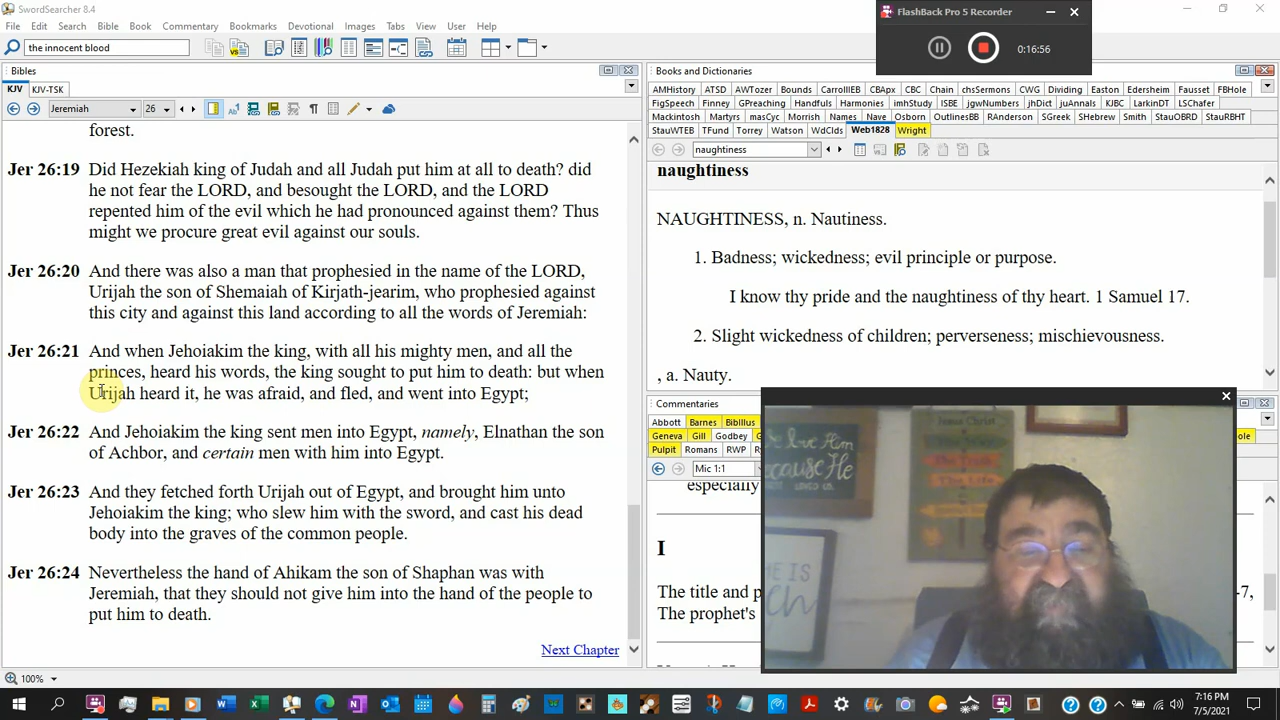 SwordSearcher 8.4
File Edit Search Bible Book Commentary Bookmarks Devotional Images Tabs View User Help
the innocent blood
Bibles
KJV KJV-TSK
Jeremiah 26
forest.
Jer 26:19 Did Hezekiah king of Judah and all Judah put him at all to death? did
he not fear the LORD, and besought the LORD, and the LORD
repented him of the evil which he had pronounced against them? Thus
might we procure great evil against our souls.
Jer 26:20 And there was also a man that prophesied in the name of the LORD,
Urijah the son of Shemaiah of Kirjath-jearim, who prophesied against
this city and against this land according to all the words of Jeremiah:
Jer 26:21 And when Jehoiakim the king, with all his mighty men, and all the
princes, heard his words, the king sought to put him to death: but when
Urijah heard it, he was afraid, and fled, and went into Egypt;
Jer 26:22 And Jehoiakim the king sent men into Egypt, namely, Elnathan the son
of Achbor, and certain men with him into Egypt.
Jer 26:23 And they fetched forth Urijah out of Egypt, and brought him unto
Jehoiakim the king; who slew him with the sword, and cast his dead
body into the graves of the common people.
Jer 26:24 Nevertheless the hand of Ahikam the son of Shaphan was with
Jeremiah, that they should not give him into the hand of the people to
put him to death.
Next Chapter
100%
FlashBack Pro 5 Recorder
0:16:56
Books and Dictionaries
AMHistory ATSD AWTozer Bounds CarrollEB CBApx CBC Chain chsSermons CWG Dividing Easton Edersheim Fausset FBHole
FigSpeech Finney GPreaching Handfuls Harmonies imhStudy ISBE jgwNumbers jhDict juAnnals KJBC LarkinDT LSChafer
Mackintosh Martyrs masCyc Morrish Names Nave Osborn OutlinesBB RAnderson SGreek SHebrew Smith StauOBRD StauRBHT
StauWTEB TFund Torrey Watson WdClds Web1828 Wright
naughtiness
naughtiness
NAUGHTINESS, n. Nautiness.
1. Badness; wickedness; evil principle or purpose.
I know thy pride and the naughtiness of thy heart. 1 Samuel 17.
2. Slight wickedness of children; perverseness; mischievousness.
, a. Nauty.
Commentaries
Abbott Barnes BibIllus
Geneva Gill Godbey
Pulpit Romans RWP
Mic 1:1
especially
I
The title and p
-7,
The prophet's
I love Him
because He
Jesus Christ
The Way
The Truth
The Life
7:16 PM
7/5/2021